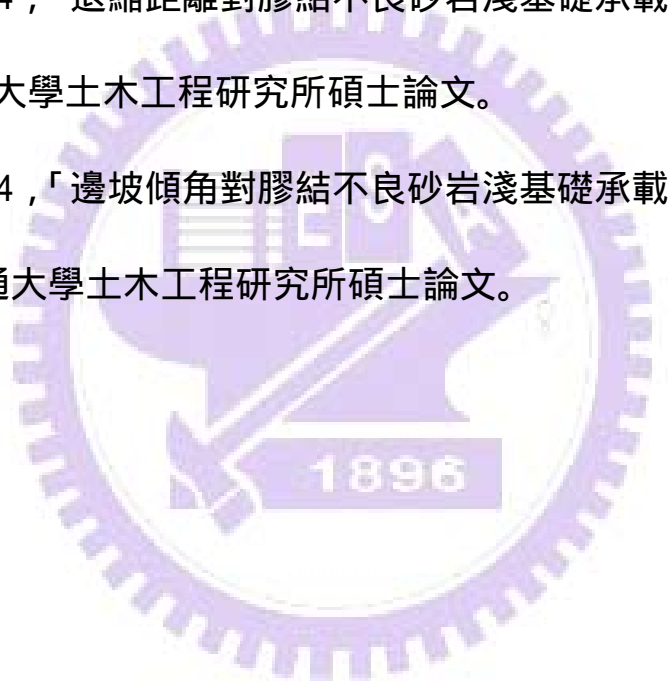 4，「退縮距離對膠結不良砂岩淺基礎承載
大學土木工程研究所碩士論文。
4，「邊坡傾角對膠結不良砂岩淺基礎承載
通大學土木工程研究所碩士論文。
E S A
1896